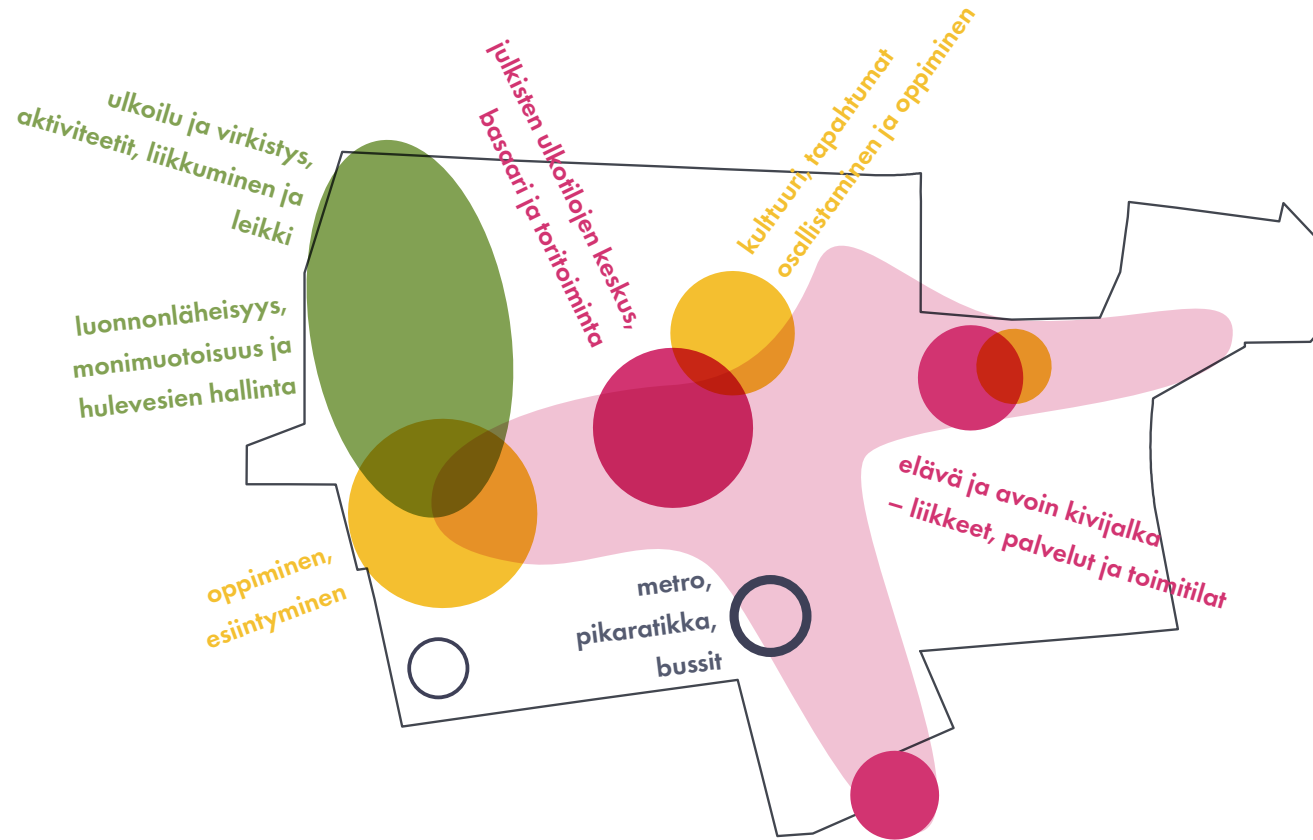 ulkoilu ja virkistys,
aktiviteetit, liikkuminen ja
leikki
luonnonläheisyys,
monimuotoisuus ja
hulevesien hallinta
julkisten ulkotilojen keskus,
basaari ja toritoiminta
kulttuuri, tapahtumat
osallistaminen ja oppiminen
elävä ja avoin kivijalka
– liikkeet, palvelut ja toimitilat
oppiminen,
esiintyminen
metro,
pikaratikka,
bussit